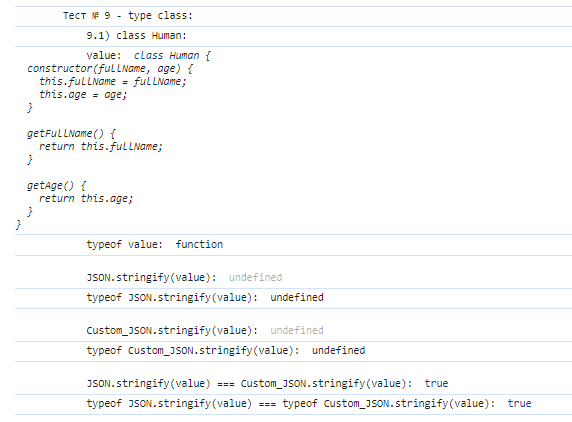 Тест № 9 - type class:
9.1) class Human:
value: class Human {
constructor(fullName, age) {
this.fullName = fullName;
this.age = age;
}
getFullName() {
return this.fullName;
}
getAge() {
return this.age;
}
}
typeof value: function
JSON.stringify(value): undefined
typeof JSON.stringify(value): undefined
Custom_JSON.stringify(value): undefined
typeof Custom_JSON.stringify(value): undefined
JSON.stringify(value) === Custom_JSON.stringify(value): true
typeof JSON.stringify(value) === typeof Custom_JSON.stringify(value): true